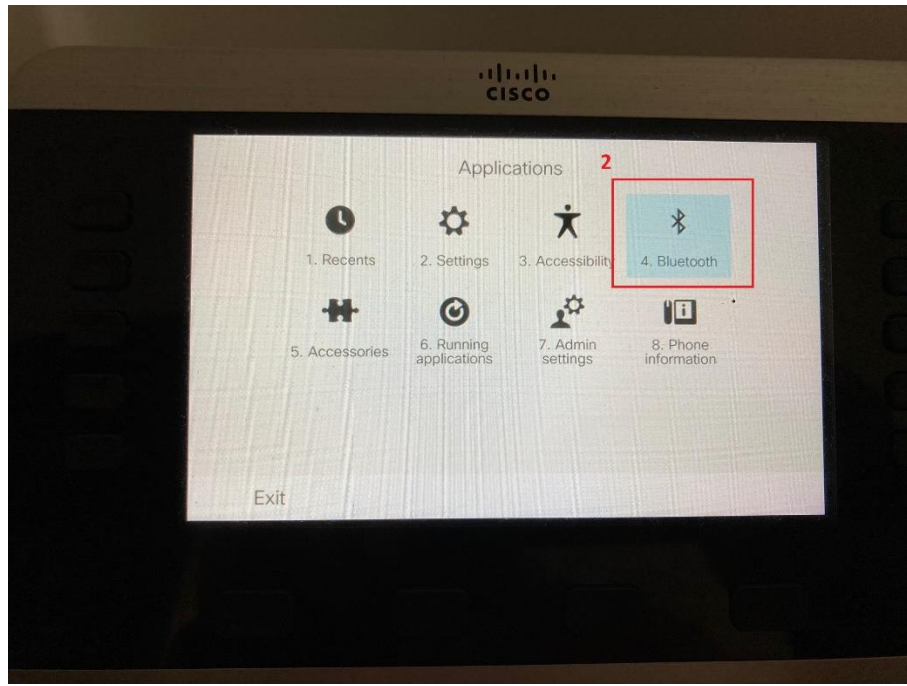 CISCO
Applications
2
1. Recents
2. Settings
3. Accessibility
4. Bluetooth
5. Accessories
6. Running
applications
7. Admin
settings
8. Phone
information
Exit